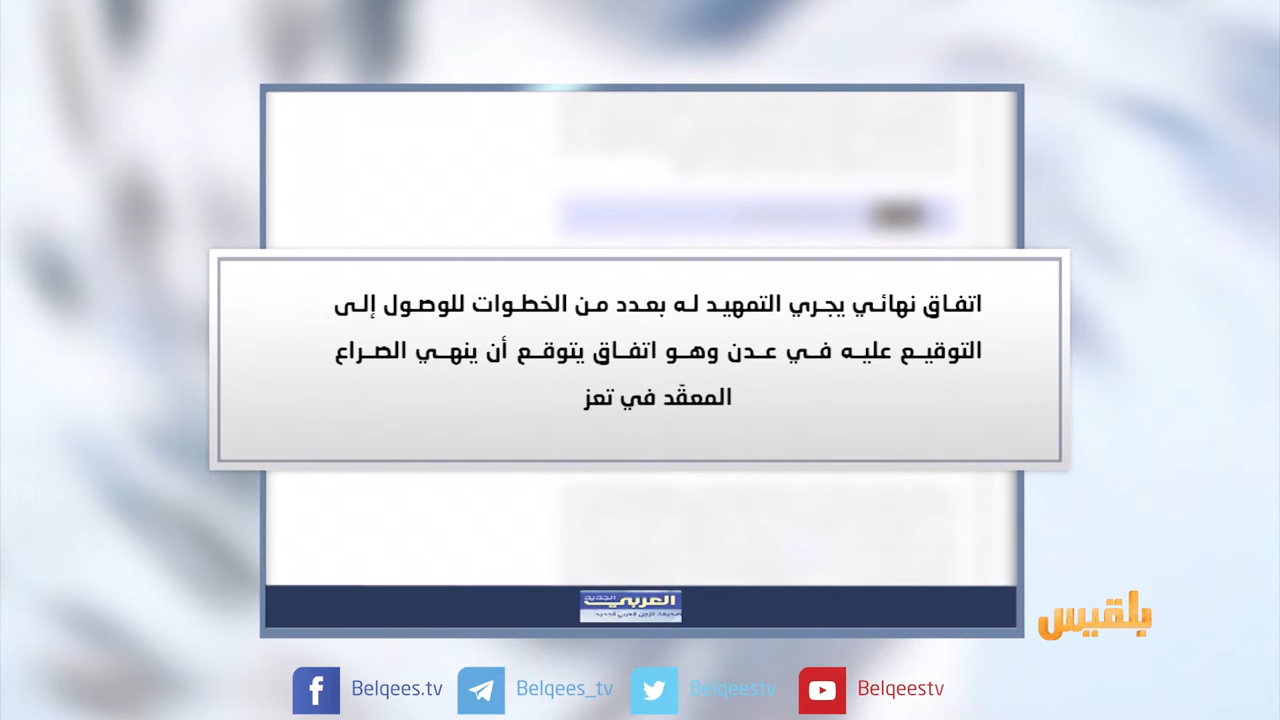 اتفاق نهائي يجري التمهيد له بعدد من الخطوات للوصول إلى
التوقيع عليه في عدن وهو اتفاق يتوقع أن ينهي الصراع
المعقّد في تعز
العربي الجديد
بلقيس
Belqees.tv
Belqees_tv
Belqeestv
Belqeestv